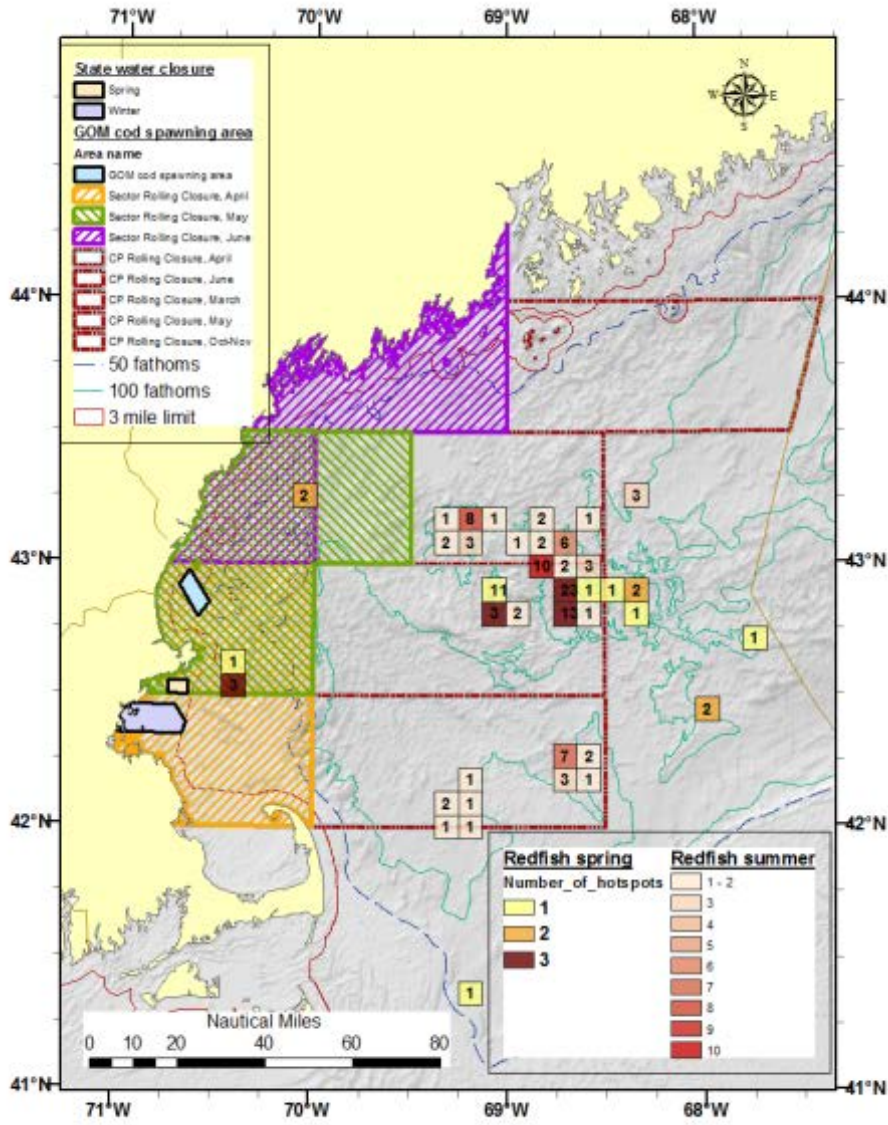 71°W 70°W 69°W 68°W
State water closure
Spring
Winter
GOM cod spawning area
Area name
GOM cod spawning area
Sector Rolling Closure, April
Sector Rolling Closure, May
Sector Rolling Closure, June
CP Rolling Closure, April
CP Rolling Closure, June
CP Rolling Closure, March
CP Rolling Closure, May
CP Rolling Closure, Oct-Nov
50 fathoms
100 fathoms
3 mile limit
N
W E
S
44°N 44°N
2 3
1 8 1 2 1
2 3 1 2 6
43°N 43°N
10 2 3
11 23 1 1 2
3 2 13 1 1
1 1
3
2
7 2
1 3 1
2 1
1 1
42°N 42°N
Redfish spring
Number_of_hotspots
1
2
3
Redfish summer
1 - 2
3
4
5
6
7
8
9
10
1
Nautical Miles
0 10 20 40 60 80
41°N 41°N
71°W 70°W 69°W 68°W